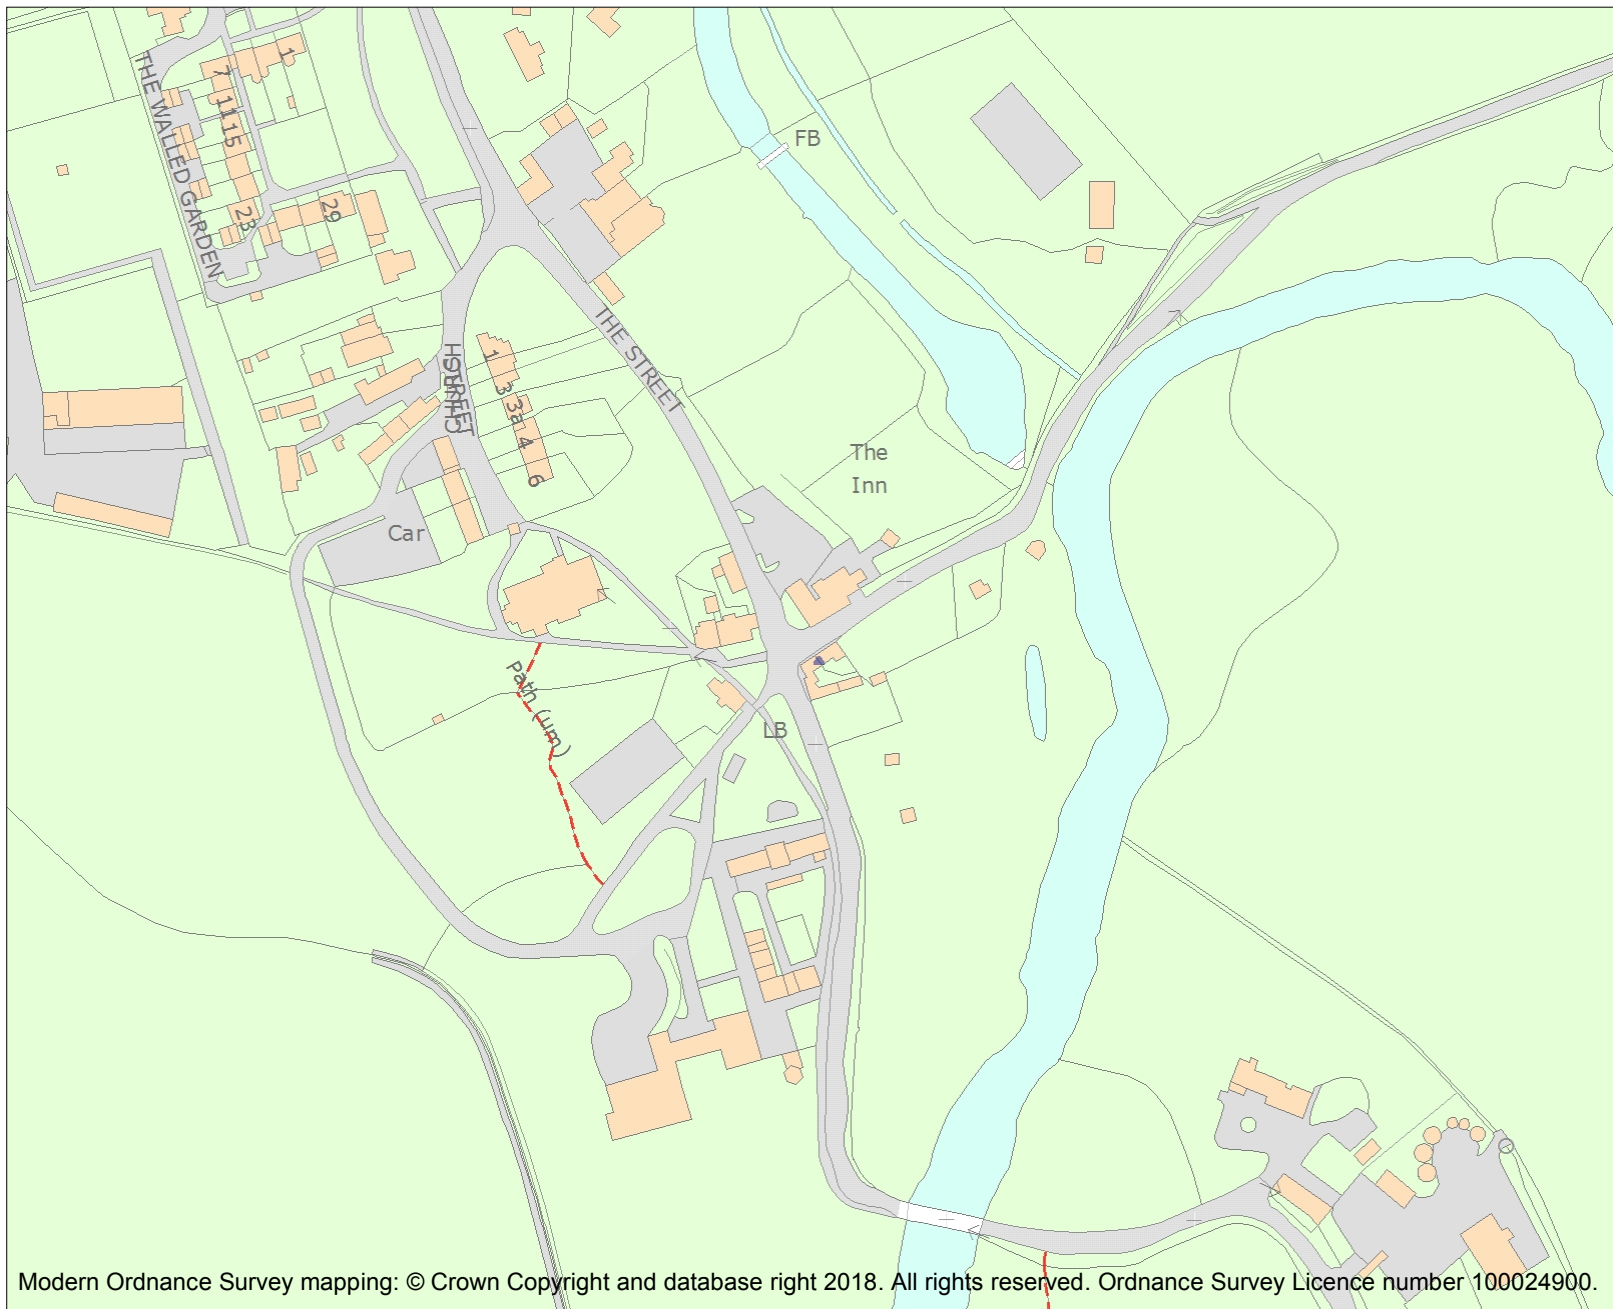 THE WALLED GARDEN
1
7
11
15
23
29
FB
THE STREET
CHURCH
STREET
1
3
3a
4
6
The
Inn
Car
Path (um)
LB
Modern Ordnance Survey mapping: © Crown Copyright and database right 2018. All rights reserved. Ordnance Survey Licence number 100024900.